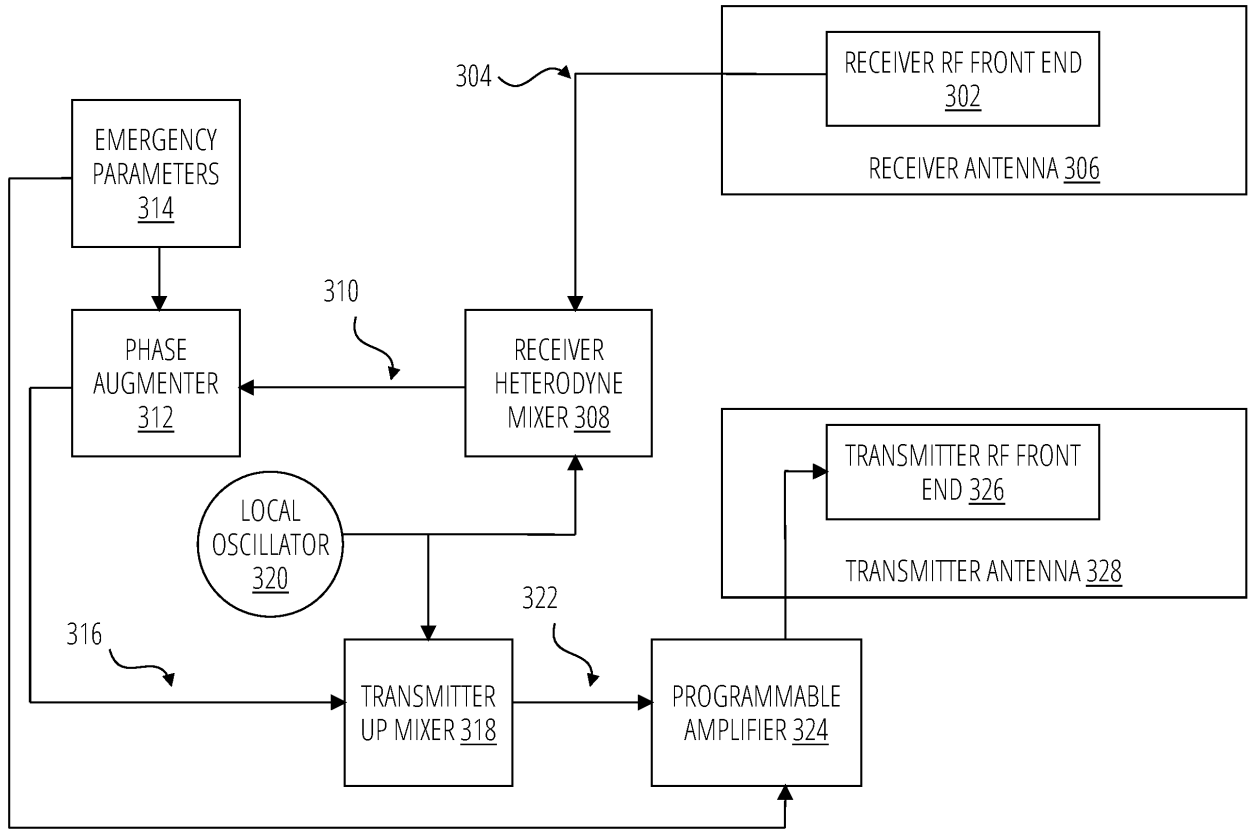 304
RECEIVER RF FRONT END
302
RECEIVER ANTENNA 306
EMERGENCY
PARAMETERS
314
310
PHASE
AUGMENTER
312
RECEIVER
HETERODYNE
MIXER 308
TRANSMITTER RF FRONT
END 326
TRANSMITTER ANTENNA 328
LOCAL
OSCILLATOR
320
322
316
TRANSMITTER
UP MIXER 318
PROGRAMMABLE
AMPLIFIER 324